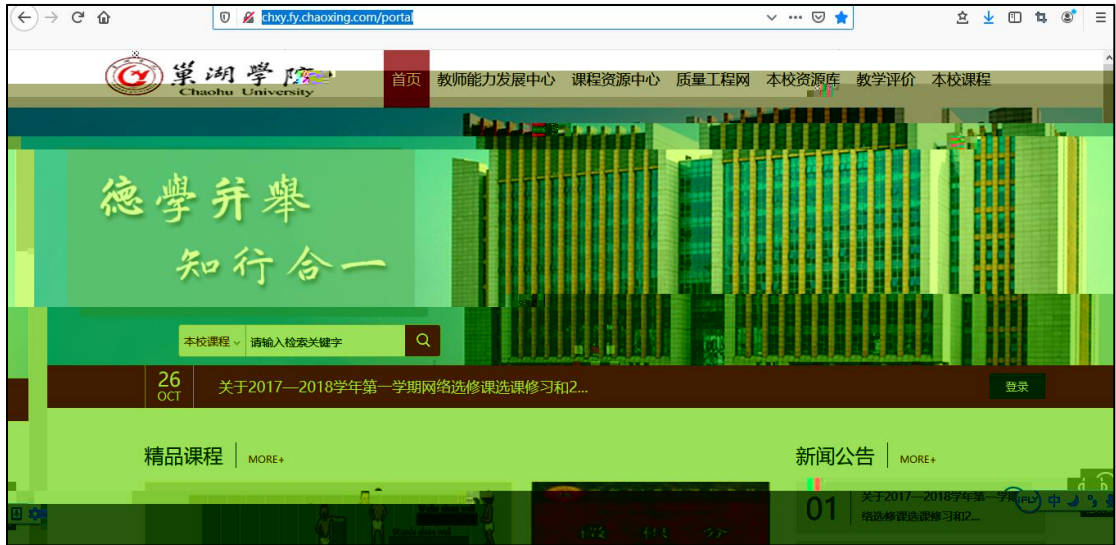 chxy.fy.chaoxing.com/portal
巢湖学院
Chaohu University
首页 教师能力发展中心 课程资源中心 质量工程网 本校资源库 教学评价 本校课程
德學并舉
知行合一
本校课程 请输入检索关键字
26
OCT
关于2017—2018学年第一学期网络选修课选课修习和2...
登录
精品课程 MORE+
新闻公告 MORE+
01
关于2017—2018学年第一学期网
络选修课选课修习和2...
微 积 分
iFLY 中